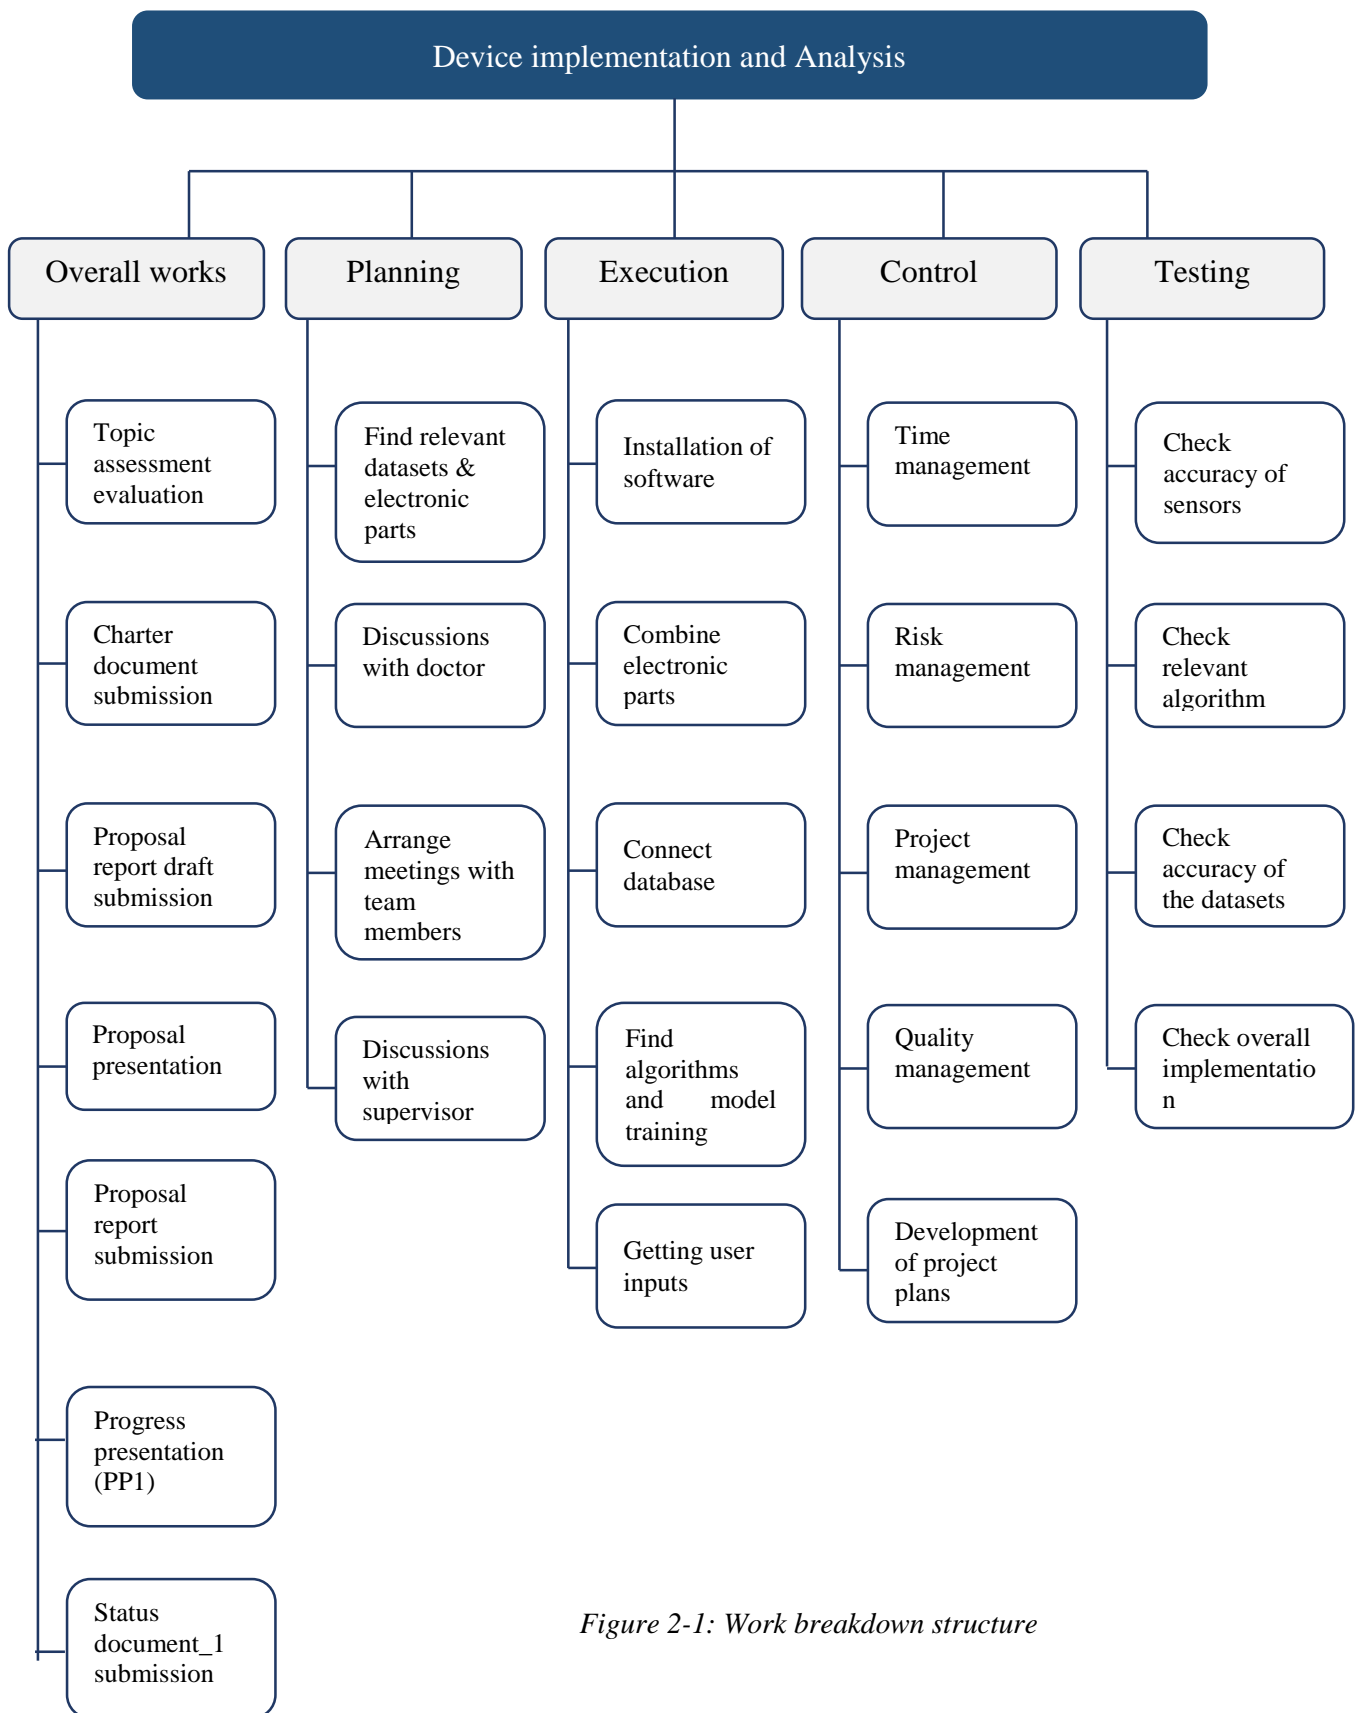 Device implementation and Analysis
Overall works
Planning
Execution
Control
Testing
Topic
assessment
evaluation
Charter
document
submission
Proposal
report draft
submission
Proposal
presentation
Proposal
report
submission
Progress
presentation
(PP1)
Status
document_1
submission
Find relevant
datasets &
electronic
parts
Discussions
with doctor
Arrange
meetings with
team
members
Discussions
with
supervisor
Installation of
software
Combine
electronic
parts
Connect
database
Find
algorithms
and model
training
Getting user
inputs
Time
management
Risk
management
Project
management
Quality
management
Development
of project
plans
Check
accuracy of
sensors
Check
relevant
algorithm
Check
accuracy of
the datasets
Check overall
implementatio
n
Figure 2-1: Work breakdown structure